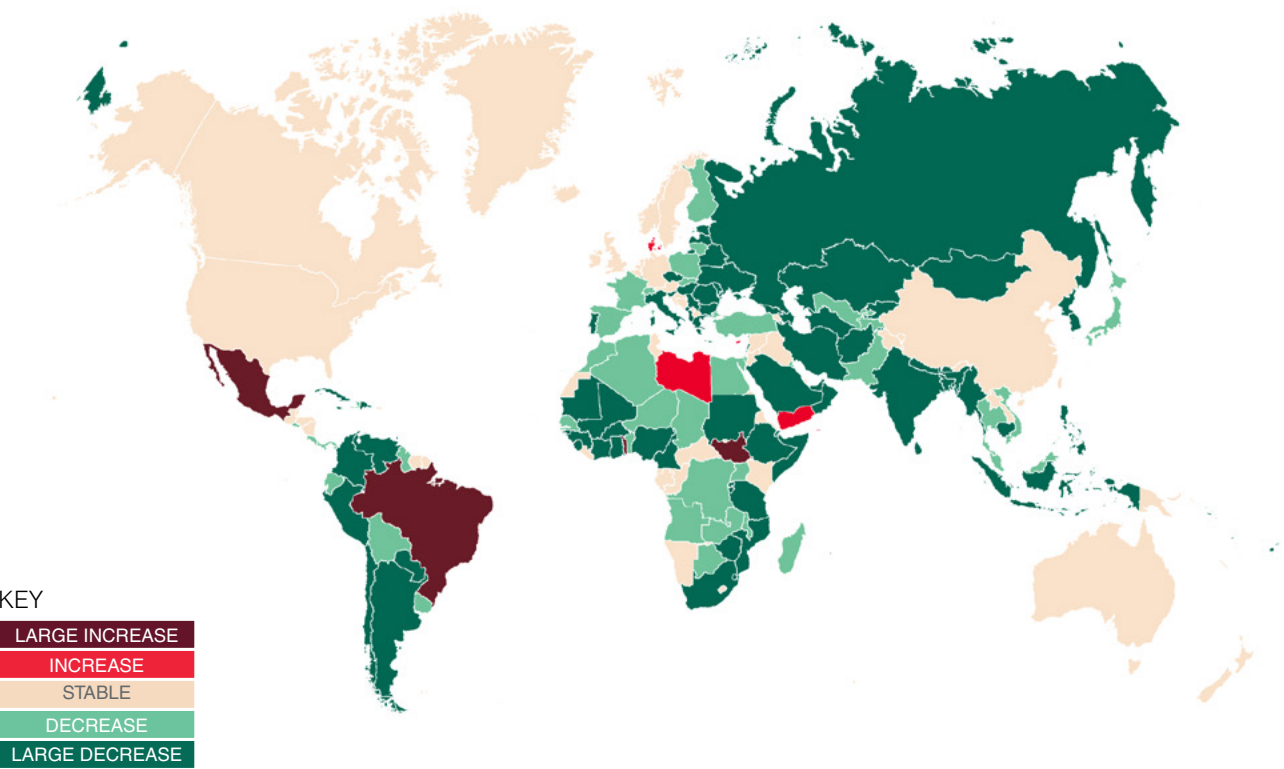 KEY
LARGE INCREASE
INCREASE
STABLE
DECREASE
LARGE DECREASE